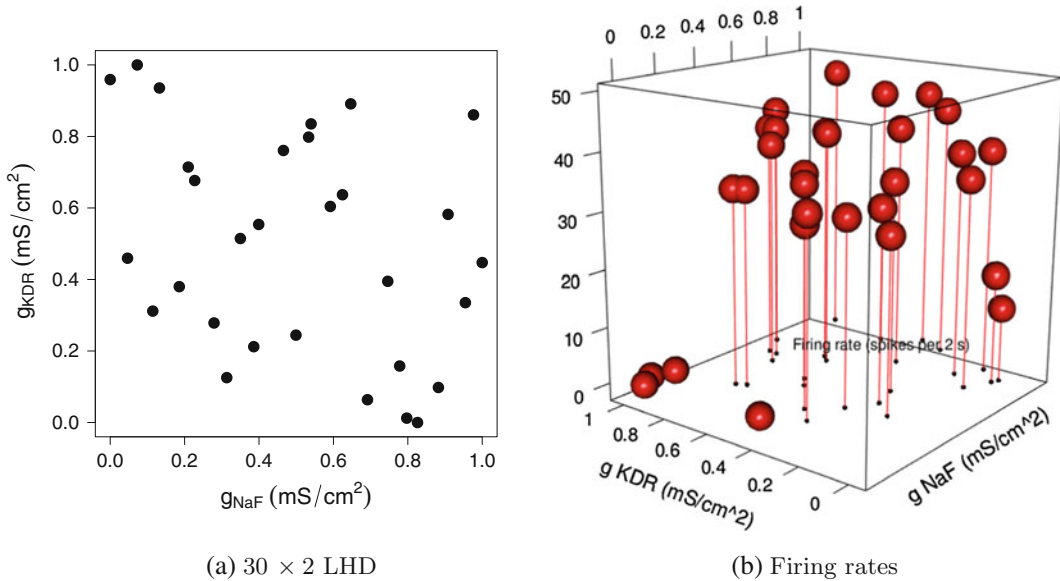 1.0
0.8
0.6
0.4
0.2
0.0
gKDR (mS/cm²)
0.0 0.2 0.4 0.6 0.8 1.0
gNaF (mS/cm²)
(a) 30 × 2 LHD
0 0.2 0.4 0.6 0.8 1
50
40
30
20
10
0
Firing rate (spikes per 2 s)
1 0.8 0.6 0.4 0.2 0
g KDR (mS/cm^2)
g NaF (mS/cm^2)
(b) Firing rates